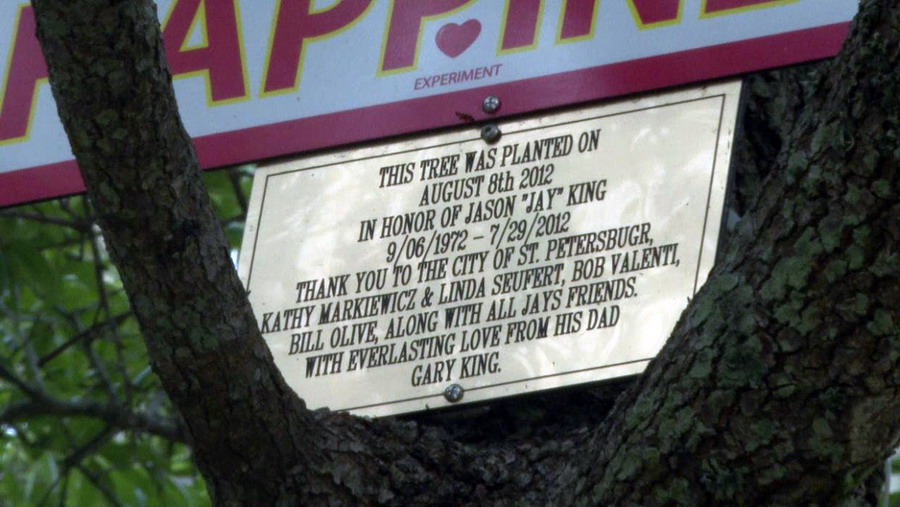 HAPPINE
EXPERIMENT
THIS TREE WAS PLANTED ON
AUGUST 8th 2012
IN HONOR OF JASON "JAY" KING
9/06/1972 – 7/29/2012
THANK YOU TO THE CITY OF ST. PETERSBUGR,
KATHY MARKIEWICZ & LINDA SEUFERT, BOB VALENTI,
BILL OLIVE, ALONG WITH ALL JAYS FRIENDS.
WITH EVERLASTING LOVE FROM HIS DAD
GARY KING.